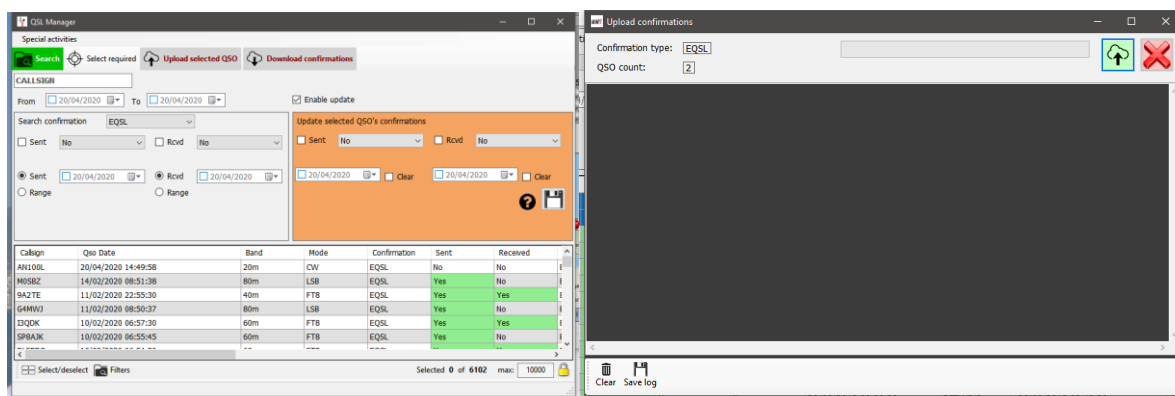 QSL Manager
Special activities
Search Select required Upload selected QSO Download confirmations
CALLSIGN
From 20/04/2020 To 20/04/2020 Enable update
Search confirmation EQSL
Sent No Rcvd No
Sent 20/04/2020 Rcvd 20/04/2020
Range Range
Update selected QSO's confirmations
Sent No Rcvd No
20/04/2020 Clear 20/04/2020 Clear
Callsign Qso Date Band Mode Confirmation Sent Received
AN100L 20/04/2020 14:49:58 20m CW EQSL No No
M0SBZ 14/02/2020 08:51:38 80m LSB EQSL Yes No
9A2TE 11/02/2020 22:55:30 40m FT8 EQSL Yes Yes
G4MWJ 11/02/2020 08:50:37 80m LSB EQSL Yes No
I3QDK 10/02/2020 06:57:30 60m FT8 EQSL Yes Yes
SP8AJK 10/02/2020 06:55:45 60m FT8 EQSL Yes No
Select/deselect Filters Selected 0 of 6102 max: 10000
Upload confirmations
Confirmation type: EQSL
QSO count: 2
Clear Save log